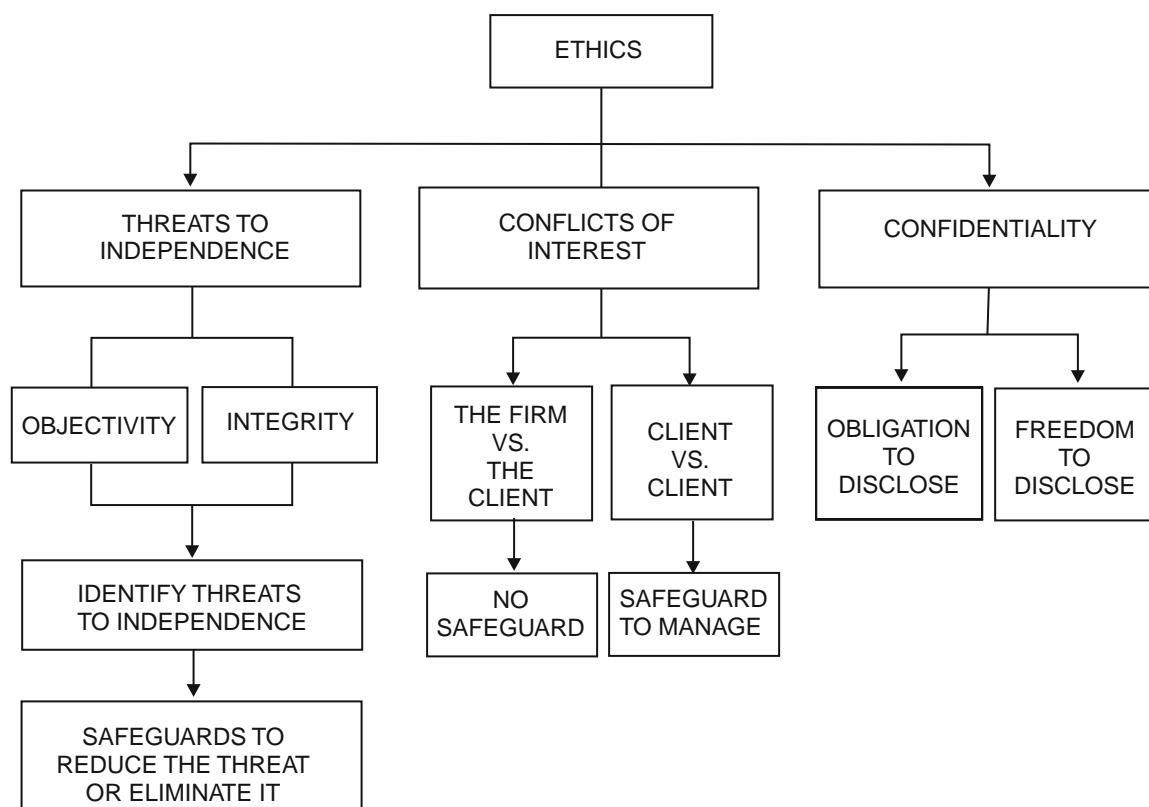 ETHICS
THREATS TO
INDEPENDENCE
CONFLICTS OF
INTEREST
CONFIDENTIALITY
OBJECTIVITY
INTEGRITY
THE FIRM
VS.
THE
CLIENT
CLIENT
VS.
CLIENT
OBLIGATION
TO
DISCLOSE
FREEDOM
TO
DISCLOSE
IDENTIFY THREATS
TO INDEPENDENCE
NO
SAFEGUARD
SAFEGUARD
TO MANAGE
SAFEGUARDS TO
REDUCE THE THREAT
OR ELIMINATE IT